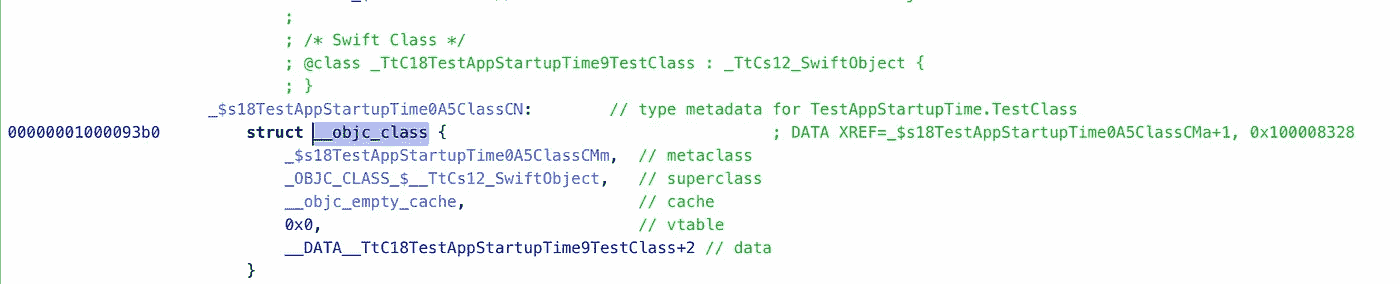 ;
; /* Swift Class */
; @class _TtC18TestAppStartupTime9TestClass : _TtCs12_SwiftObject {
; }
_$s18TestAppStartupTime0A5ClassCN: // type metadata for TestAppStartupTime.TestClass
00000001000093b0 struct __objc_class { ; DATA XREF=_$s18TestAppStartupTime0A5ClassCMa+1, 0x100008328
_$s18TestAppStartupTime0A5ClassCMm, // metaclass
_OBJC_CLASS_$__TtCs12_SwiftObject, // superclass
__objc_empty_cache, // cache
0x0, // vtable
__DATA__TtC18TestAppStartupTime9TestClass+2 // data
}